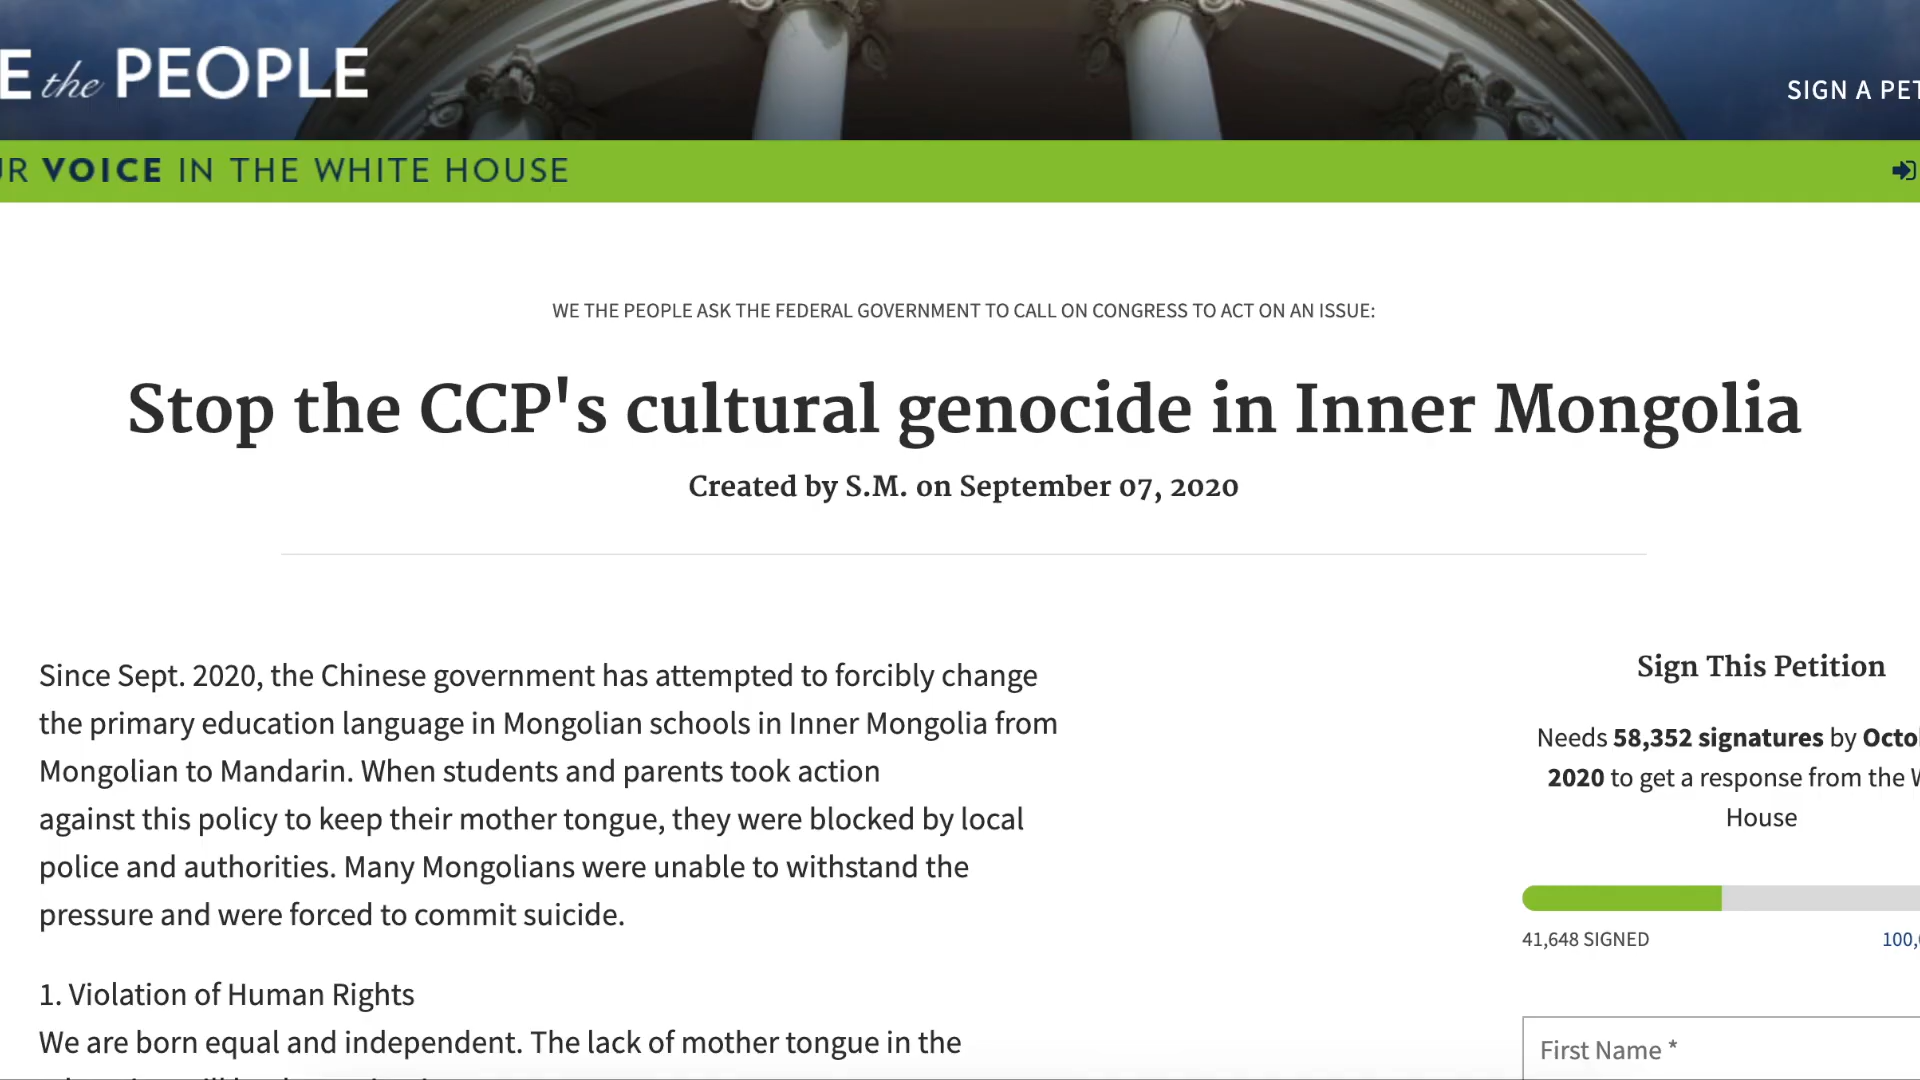 E the PEOPLE
SIGN A PET
UR VOICE IN THE WHITE HOUSE
WE THE PEOPLE ASK THE FEDERAL GOVERNMENT TO CALL ON CONGRESS TO ACT ON AN ISSUE:
Stop the CCP's cultural genocide in Inner Mongolia
Created by S.M. on September 07, 2020
Since Sept. 2020, the Chinese government has attempted to forcibly change
the primary education language in Mongolian schools in Inner Mongolia from
Mongolian to Mandarin. When students and parents took action
against this policy to keep their mother tongue, they were blocked by local
police and authorities. Many Mongolians were unable to withstand the
pressure and were forced to commit suicide.
1. Violation of Human Rights
We are born equal and independent. The lack of mother tongue in the
Sign This Petition
Needs 58,352 signatures by Octo
2020 to get a response from the W
House
41,648 SIGNED
100,
First Name *